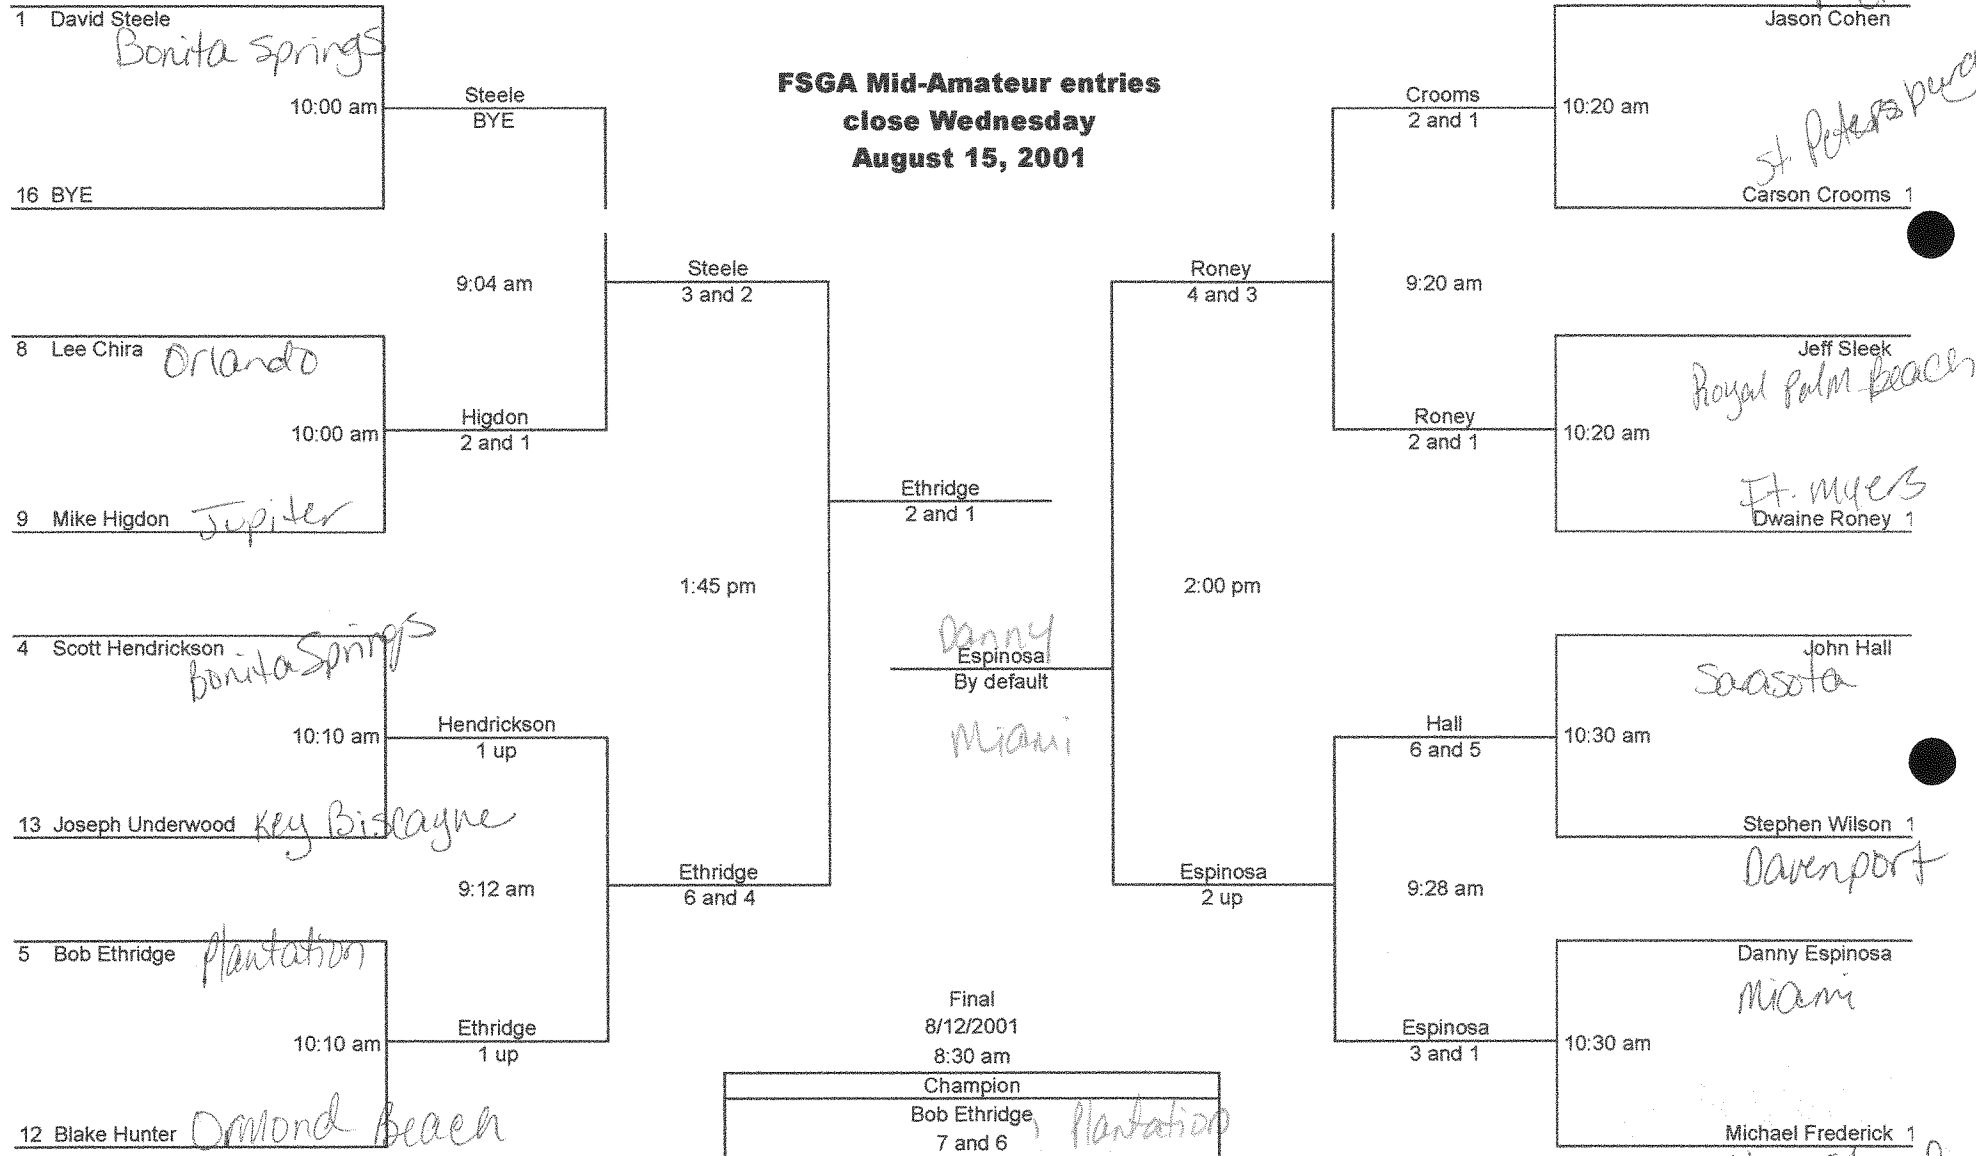 1 David Steele
Bonita Springs
10:00 am
Steele
BYE
16 BYE
9:04 am
Steele
3 and 2
8 Lee Chira Orlando
10:00 am
Higdon
2 and 1
9 Mike Higdon Jupiter
Ethridge
2 and 1
1:45 pm
4 Scott Hendrickson
Bonita Springs
10:10 am
Hendrickson
1 up
13 Joseph Underwood Key Biscayne
9:12 am
Ethridge
6 and 4
5 Bob Ethridge Plantation
10:10 am
Ethridge
1 up
12 Blake Hunter Ormond Beach
FSGA Mid-Amateur entries
close Wednesday
August 15, 2001
Danny
Espinosa
By default
Miami
Final
8/12/2001
8:30 am
Champion
Bob Ethridge, Plantation
7 and 6
Jason Cohen
Crooms
2 and 1
10:20 am
St. Petersburg
Carson Crooms 1
Roney
4 and 3
9:20 am
Jeff Sleek
Royal Palm Beach
Roney
2 and 1
10:20 am
Ft. Myers
Dwaine Roney 1
2:00 pm
John Hall
Sarasota
Hall
6 and 5
10:30 am
Stephen Wilson 1
Davenport
Espinosa
2 up
9:28 am
Danny Espinosa
Miami
Espinosa
3 and 1
10:30 am
Michael Frederick 1